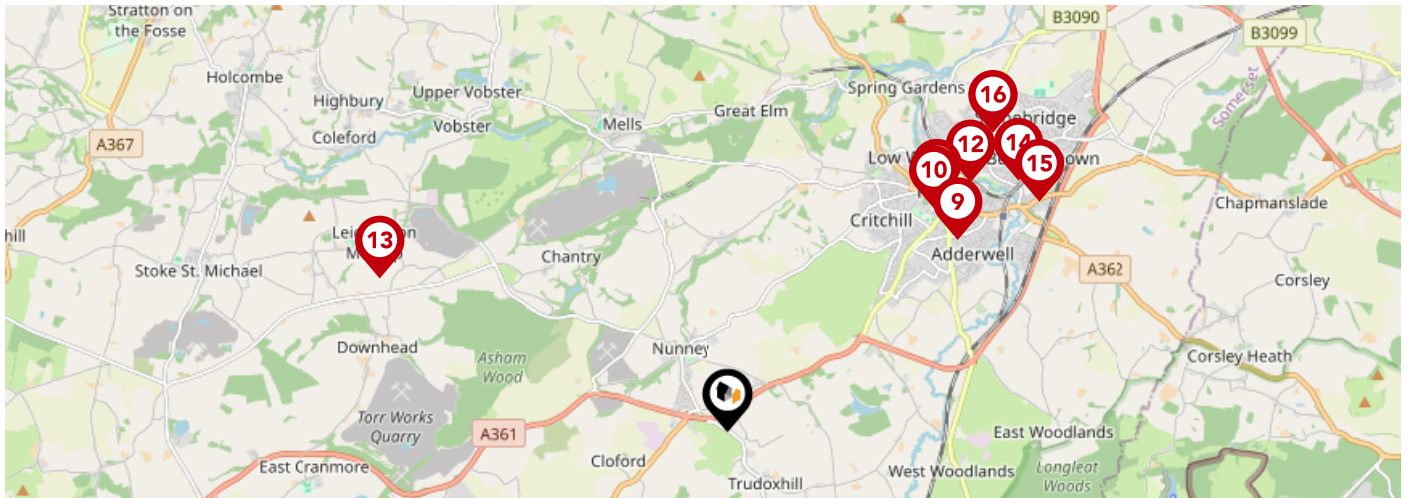 Stratton on
the Fosse
B3090
B3099
Holcombe
Highbury
Upper Vobster
Spring Gardens
Great Elm
Somerset
16
Vobster
Mells
Coleford
A367
12
14
10
15
Chapmanslade
9
Critchill
hill
13
Stoke St. Michael
Chantry
Adderwell
A362
Corsley
Downhead
Asham
Wood
Nunney
Corsley Heath
Torr Works
Quarry
A361
East Woodlands
Cloford
East Cranmore
West Woodlands
Longleat
Woods
Trudoxhill